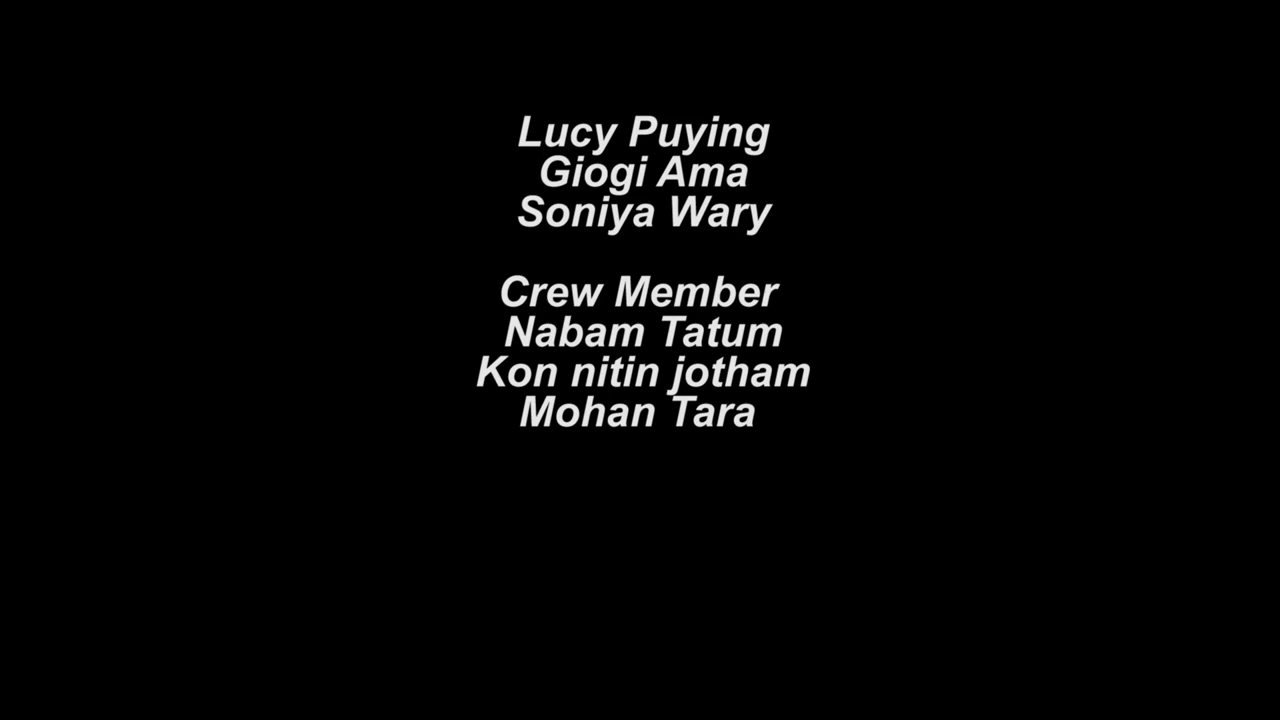 Lucy Puying
Giogi Ama
Soniya Wary
Crew Member
Nabam Tatum
Kon nitin jotham
Mohan Tara